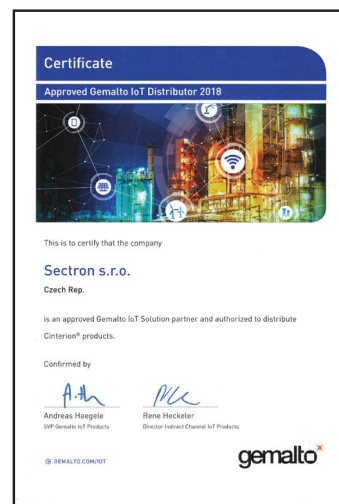 Certificate
Approved Gemalto IoT Distributor 2018
This is to certify that the company
Sectron s.r.o.
Czech Rep.
is an approved Gemalto IoT Solution partner and authorized to distribute
Cinterion® products.
Confirmed by
Andreas Haegele
Rene Heckeler
SVP Gemalto IoT Products
Director Indirect Channel IoT Products
GEMALTO.COM/IOT
gemalto